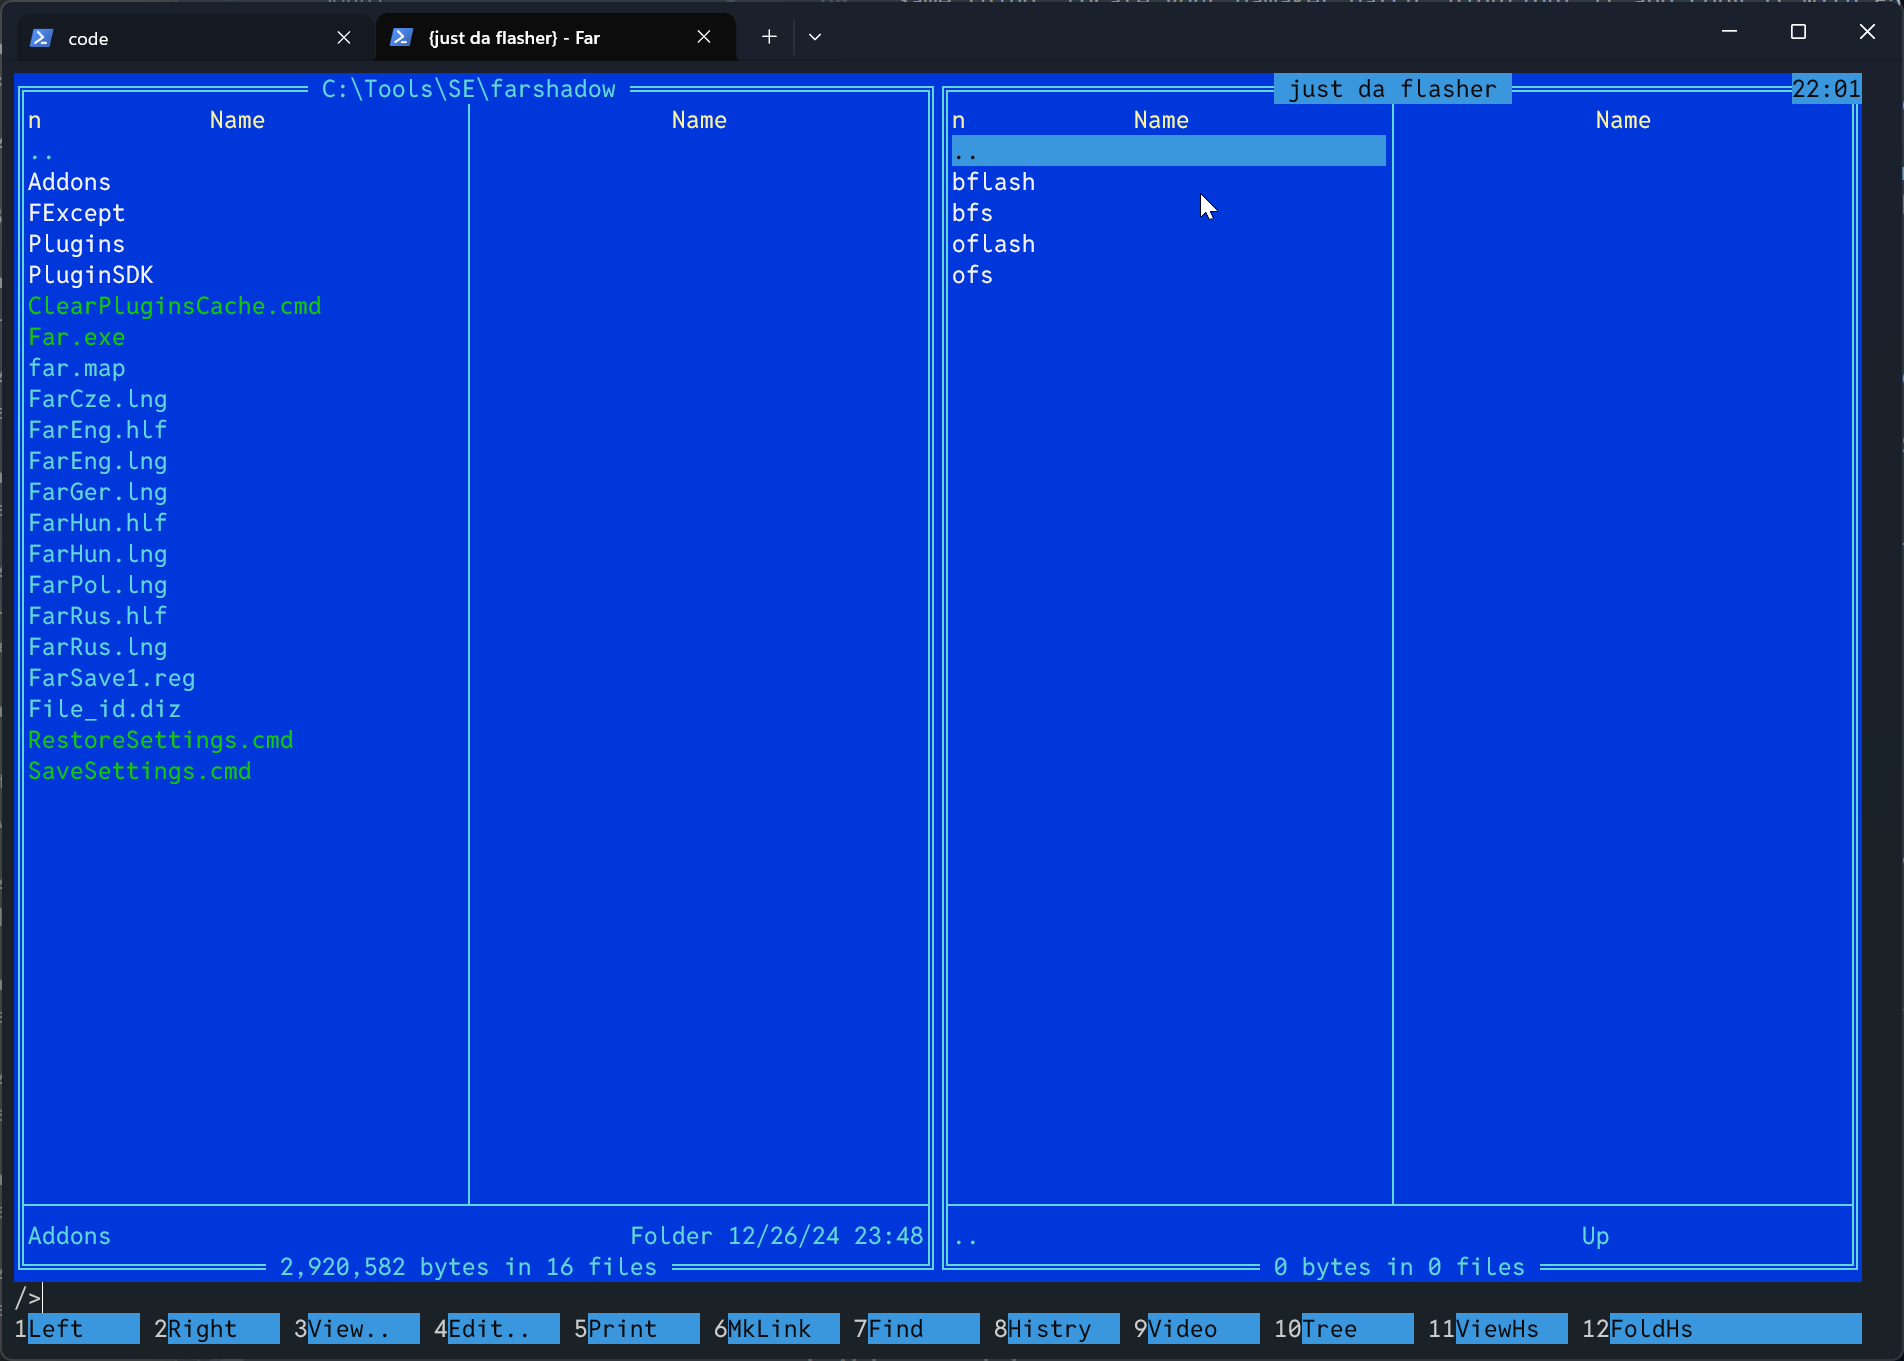 code
{just da flasher} - Far
C:\Tools\SE\farshadow
just da flasher
22:01
n Name Name
n Name Name
..
Addons
FExcept
Plugins
PluginSDK
ClearPluginsCache.cmd
Far.exe
far.map
FarCze.lng
FarEng.hlf
FarEng.lng
FarGer.lng
FarHun.hlf
FarHun.lng
FarPol.lng
FarRus.hlf
FarRus.lng
FarSave1.reg
File_id.diz
RestoreSettings.cmd
SaveSettings.cmd
Addons Folder 12/26/24 23:48
2,920,582 bytes in 16 files
..
bflash
bfs
oflash
ofs
.. Up
0 bytes in 0 files
/>
1Left 2Right 3View.. 4Edit.. 5Print 6MkLink 7Find 8Histry 9Video 10Tree 11ViewHs 12FoldHs